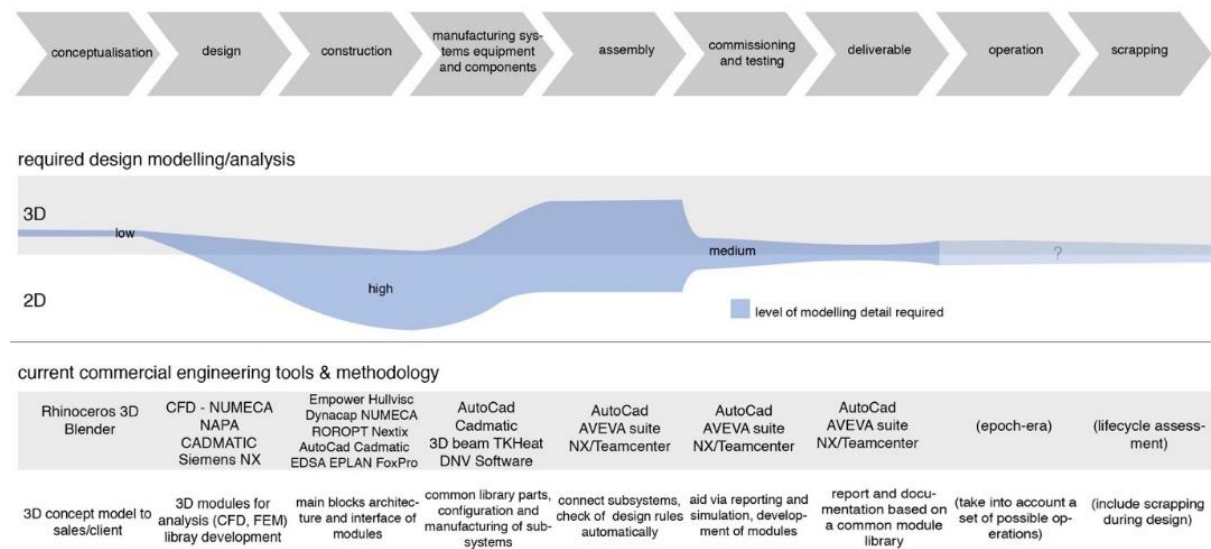 conceptualisation
design
construction
manufacturing sys-
tems equipment
and components
assembly
commissioning
and testing
deliverable
operation
scrapping
required design modelling/analysis
3D
low
medium
?
high
2D
level of modelling detail required
current commercial engineering tools & methodology
Rhinoceros 3D
Blender
CFD - NUMECA
NAPA
CADMATIC
Siemens NX
Empower Hullvisc
Dynacap NUMECA
ROROPT Nextix
AutoCad Cadmatic
EDSA EPLAN FoxPro
AutoCad
Cadmatic
3D beam TKHeat
DNV Software
AutoCad
AVEVA suite
NX/Teamcenter
AutoCad
AVEVA suite
NX/Teamcenter
AutoCad
AVEVA suite
NX/Teamcenter
(epoch-era)
(lifecycle assess-
ment)
3D concept model to
sales/client
3D modules for
analysis (CFD, FEM)
libray development
main blocks architec-
ture and interface of
modules
common library parts,
configuration and
manufacturing of sub-
systems
connect subsystems,
check of design rules
automatically
aid via reporting and
simulation, develop-
ment of modules
report and docu-
mentation based on
a common module
library
(take into account a
set of possible op-
erations)
(include scrapping
during design)